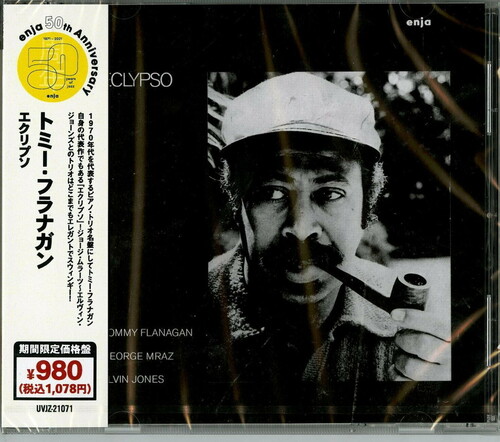 enja 50th Anniversary
50
enja
トミー・フラナガン
エクリプソ
1970年代を代表するピアノ・トリオ名盤にしてトミー・フラナガン
自身の代表作でもある「エクリプソ」ージョージ・ムラーツ~エルヴィン・
ジョーンズとのトリオはどこまでもエレガントでスウィンギー!
期間限定価格盤
¥980
(税込1,078円)
UVJZ-21071
enja
ECLYPSO
OMMY FLANAGAN
EORGE MRAZ
LVIN JONES